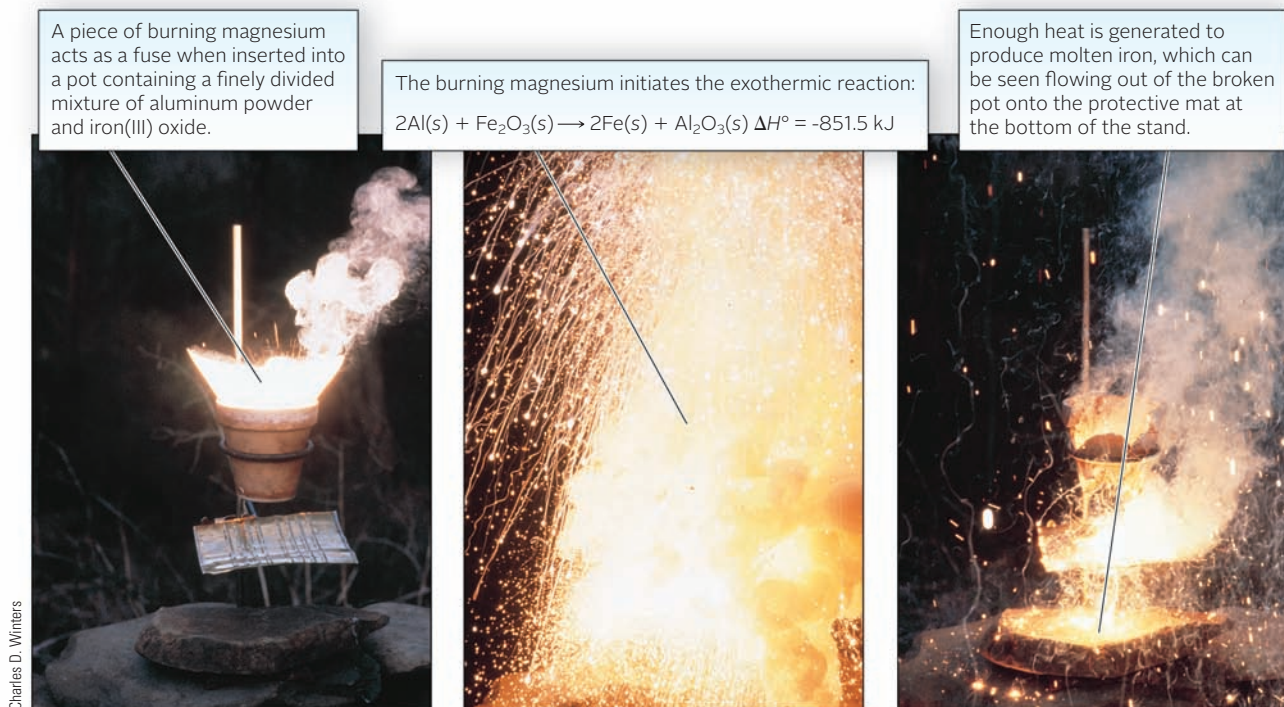 A piece of burning magnesium
acts as a fuse when inserted into
a pot containing a finely divided
mixture of aluminum powder
and iron(III) oxide.
The burning magnesium initiates the exothermic reaction:
2Al(s) + Fe₂O₃(s) ⟶ 2Fe(s) + Al₂O₃(s) ΔH° = -851.5 kJ
Enough heat is generated to
produce molten iron, which can
be seen flowing out of the broken
pot onto the protective mat at
the bottom of the stand.
Charles D. Winters